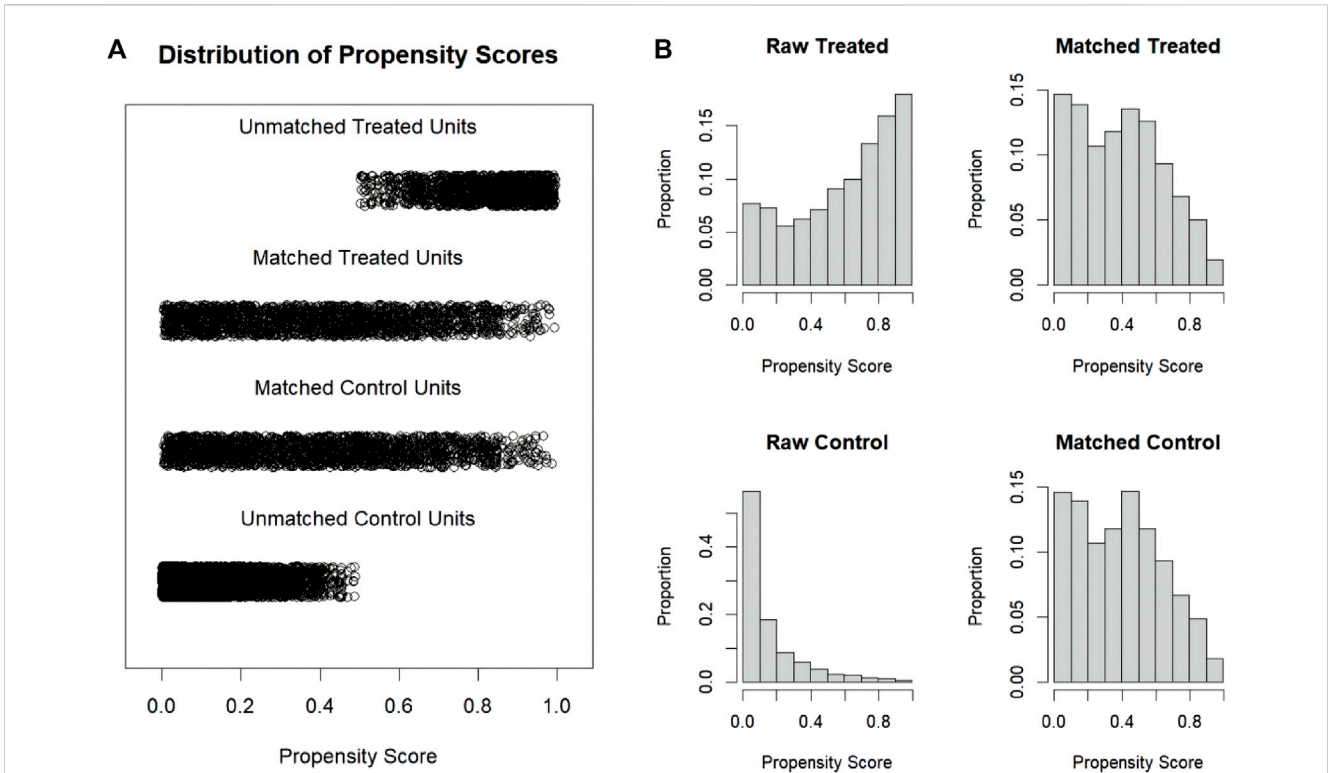 A
Distribution of Propensity Scores
Unmatched Treated Units
Matched Treated Units
Matched Control Units
Unmatched Control Units
0.0 0.2 0.4 0.6 0.8 1.0
Propensity Score
B
Raw Treated
Proportion
0.15
0.10
0.05
0.00
0.0 0.4 0.8
Propensity Score
Matched Treated
Proportion
0.15
0.10
0.05
0.00
0.0 0.4 0.8
Propensity Score
Raw Control
Proportion
0.4
0.2
0.0
0.0 0.4 0.8
Propensity Score
Matched Control
Proportion
0.15
0.10
0.05
0.00
0.0 0.4 0.8
Propensity Score